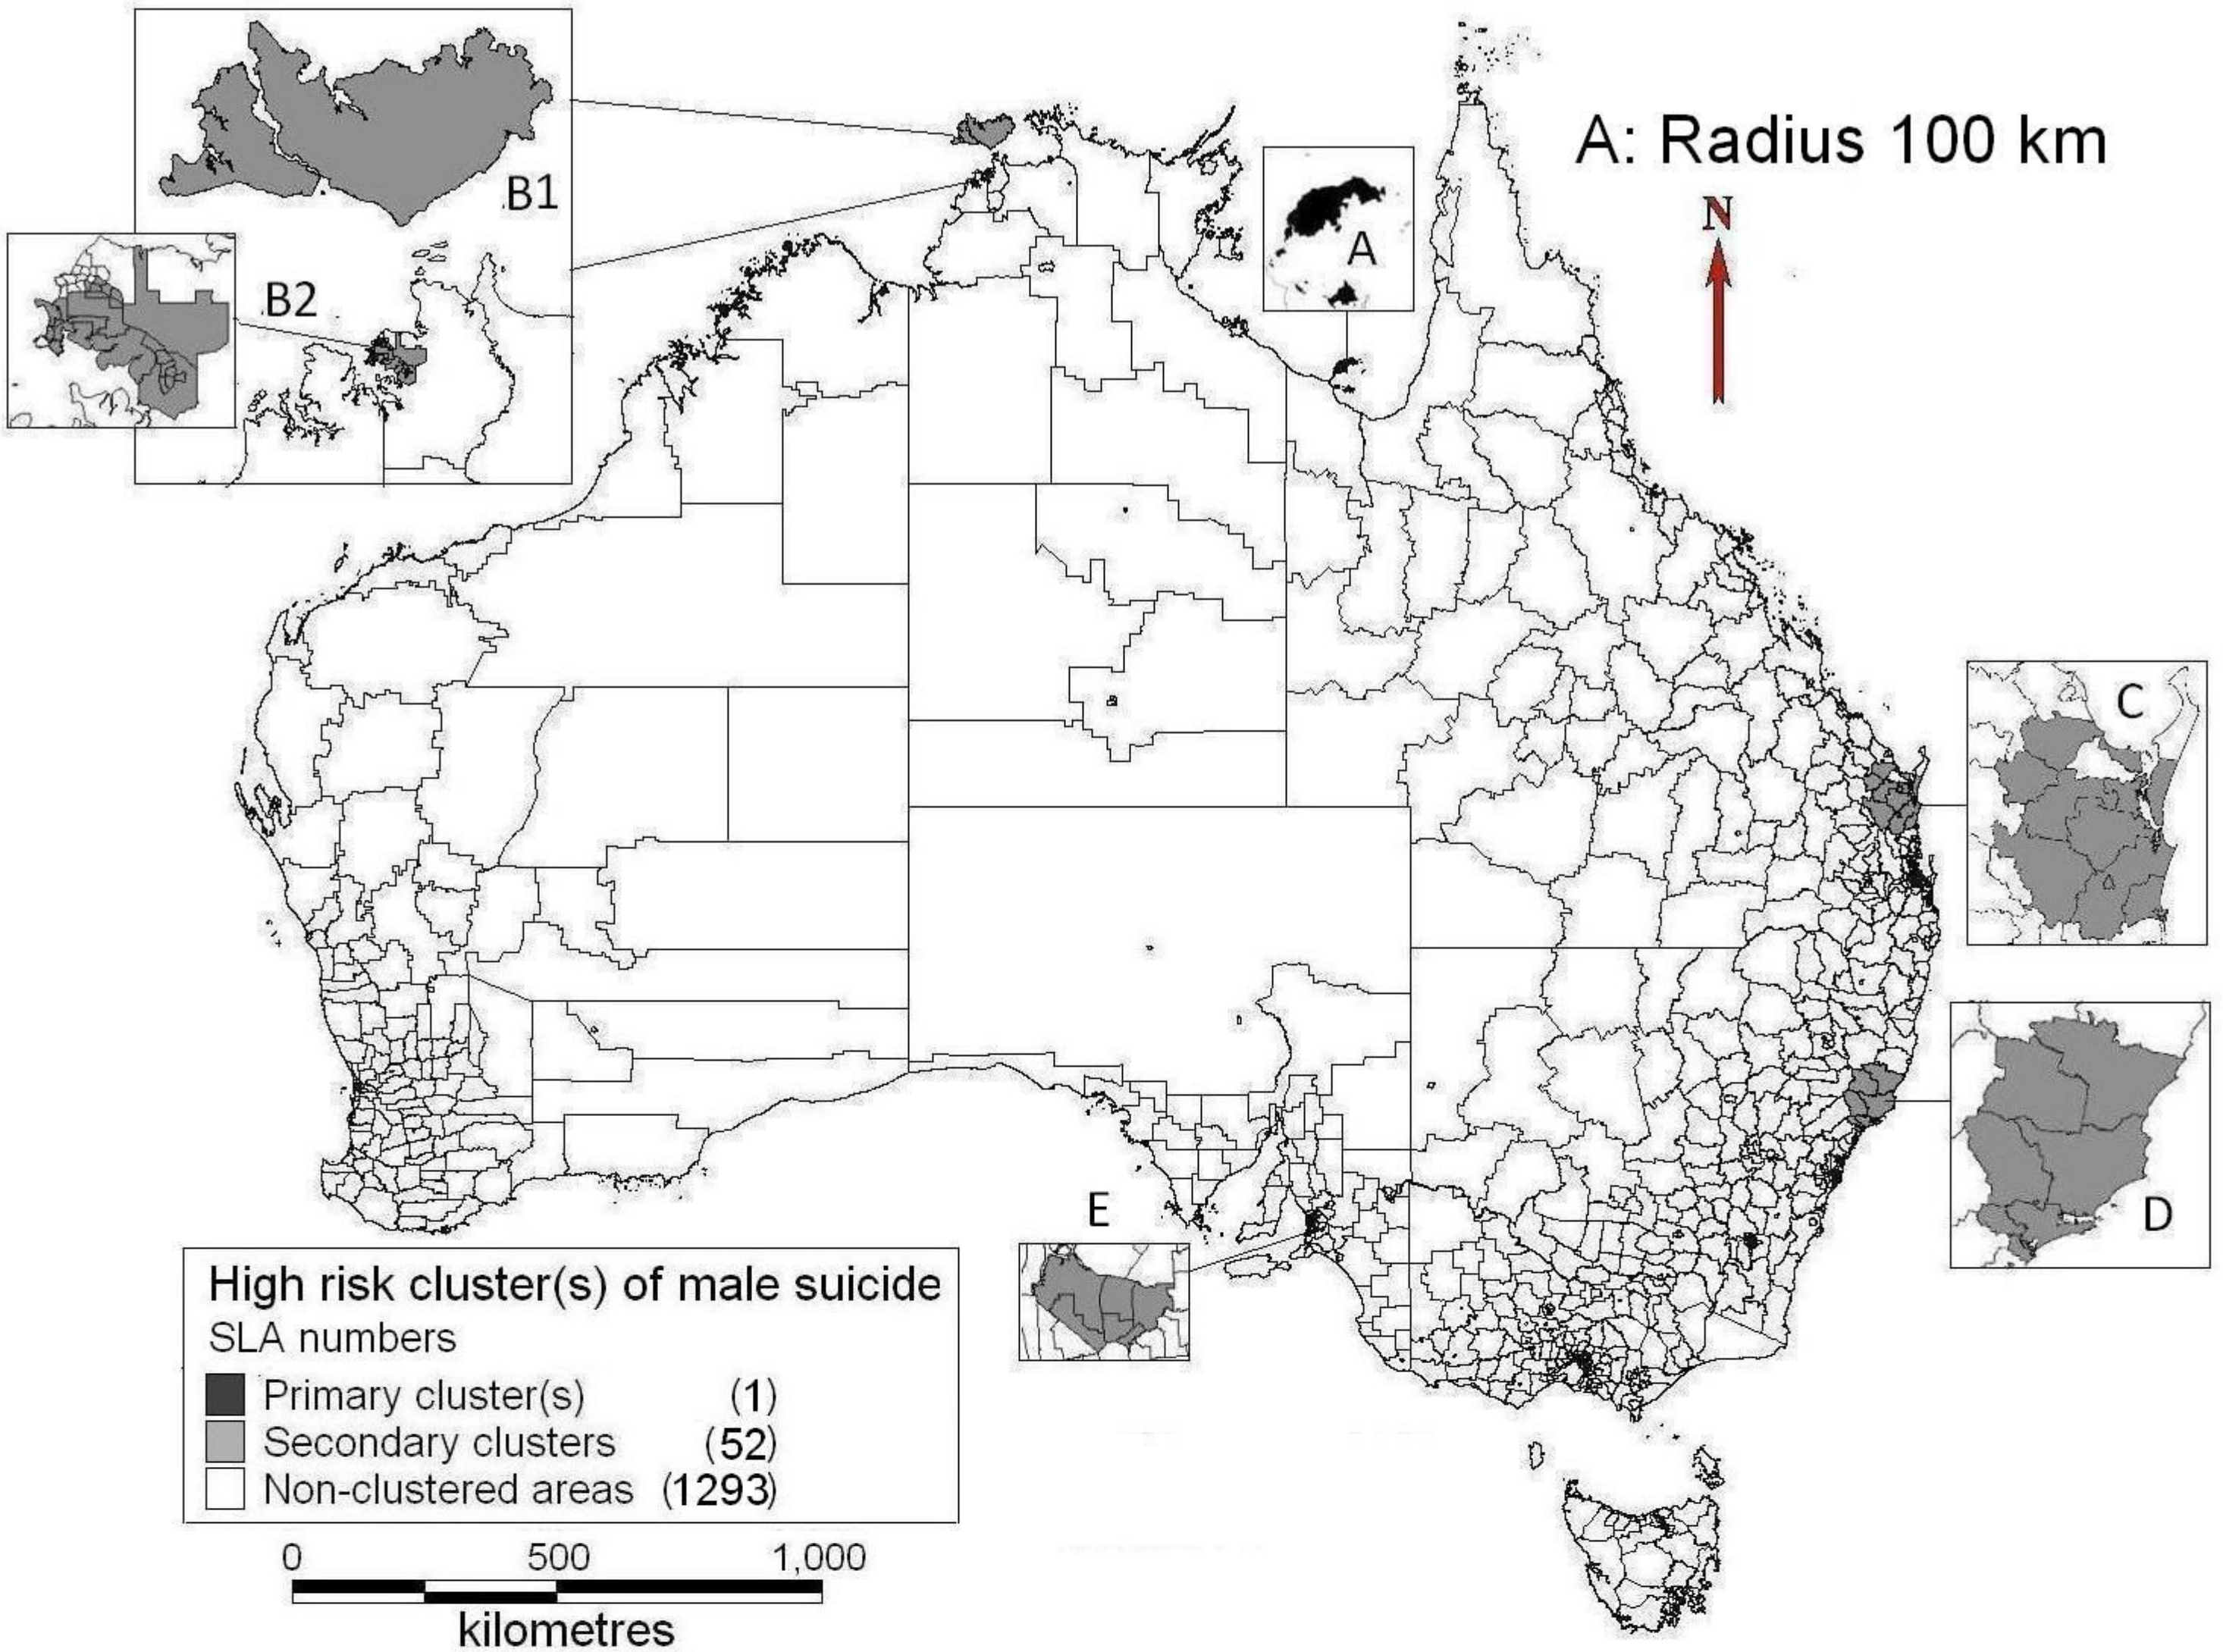 B1
A: Radius 100 km
N
A
B2
C
D
E
High risk cluster(s) of male suicide
SLA numbers
Primary cluster(s) (1)
Secondary clusters (52)
Non-clustered areas (1293)
0 500 1,000
kilometres